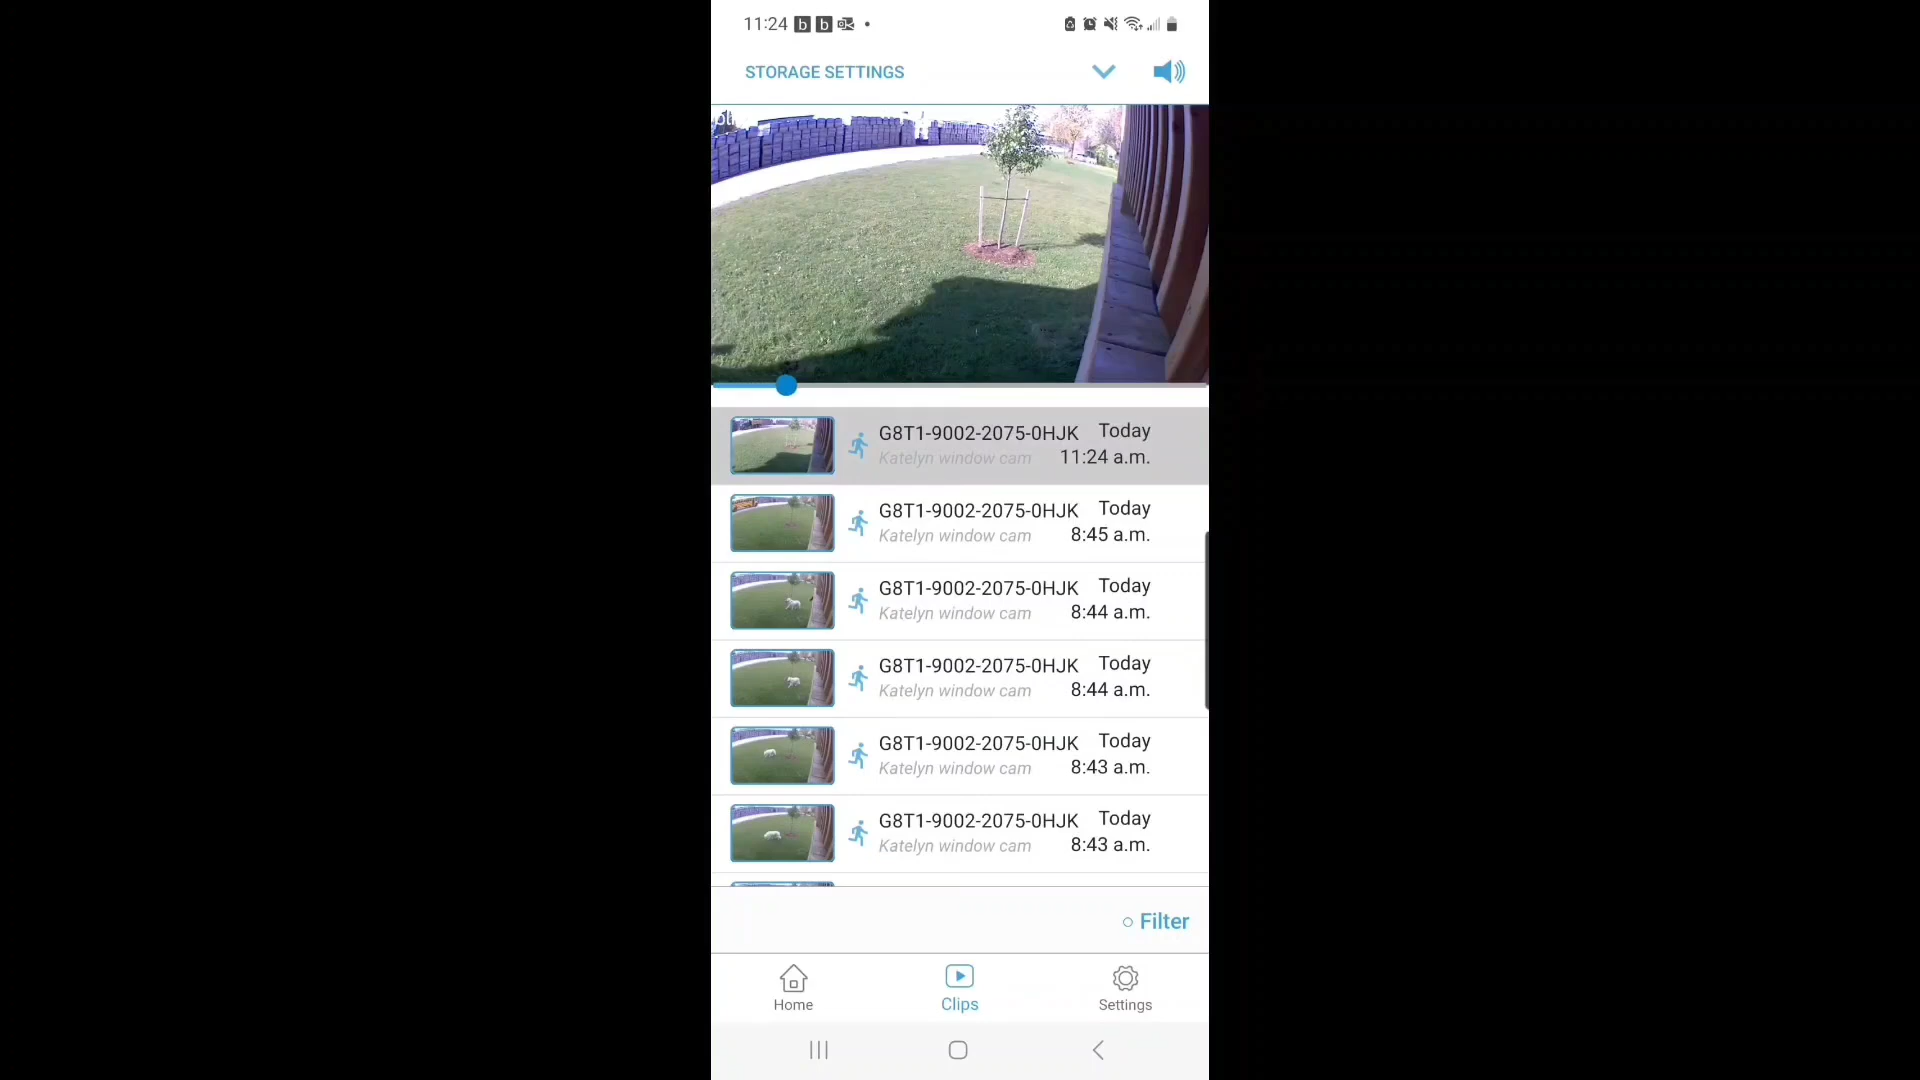 11:24
STORAGE SETTINGS
G8T1-9002-2075-0HJK Today
Katelyn window cam 11:24 a.m.
G8T1-9002-2075-0HJK Today
Katelyn window cam 8:45 a.m.
G8T1-9002-2075-0HJK Today
Katelyn window cam 8:44 a.m.
G8T1-9002-2075-0HJK Today
Katelyn window cam 8:44 a.m.
G8T1-9002-2075-0HJK Today
Katelyn window cam 8:43 a.m.
G8T1-9002-2075-0HJK Today
Katelyn window cam 8:43 a.m.
Filter
Home Clips Settings